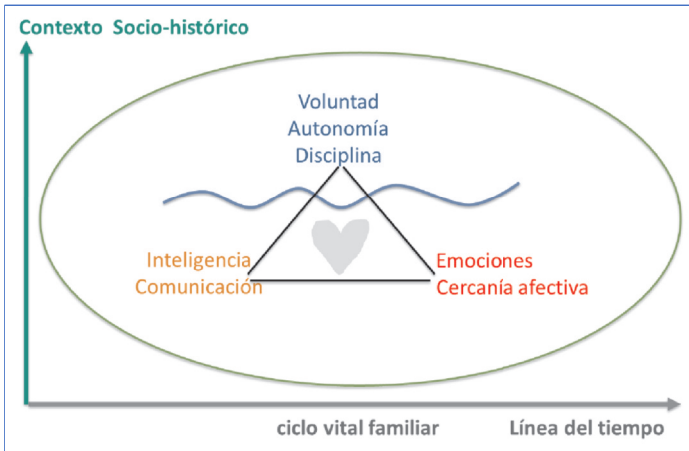 Contexto Socio-histórico
Voluntad
Autonomía
Disciplina
Inteligencia
Comunicación
Emociones
Cercanía afectiva
ciclo vital familiar
Línea del tiempo